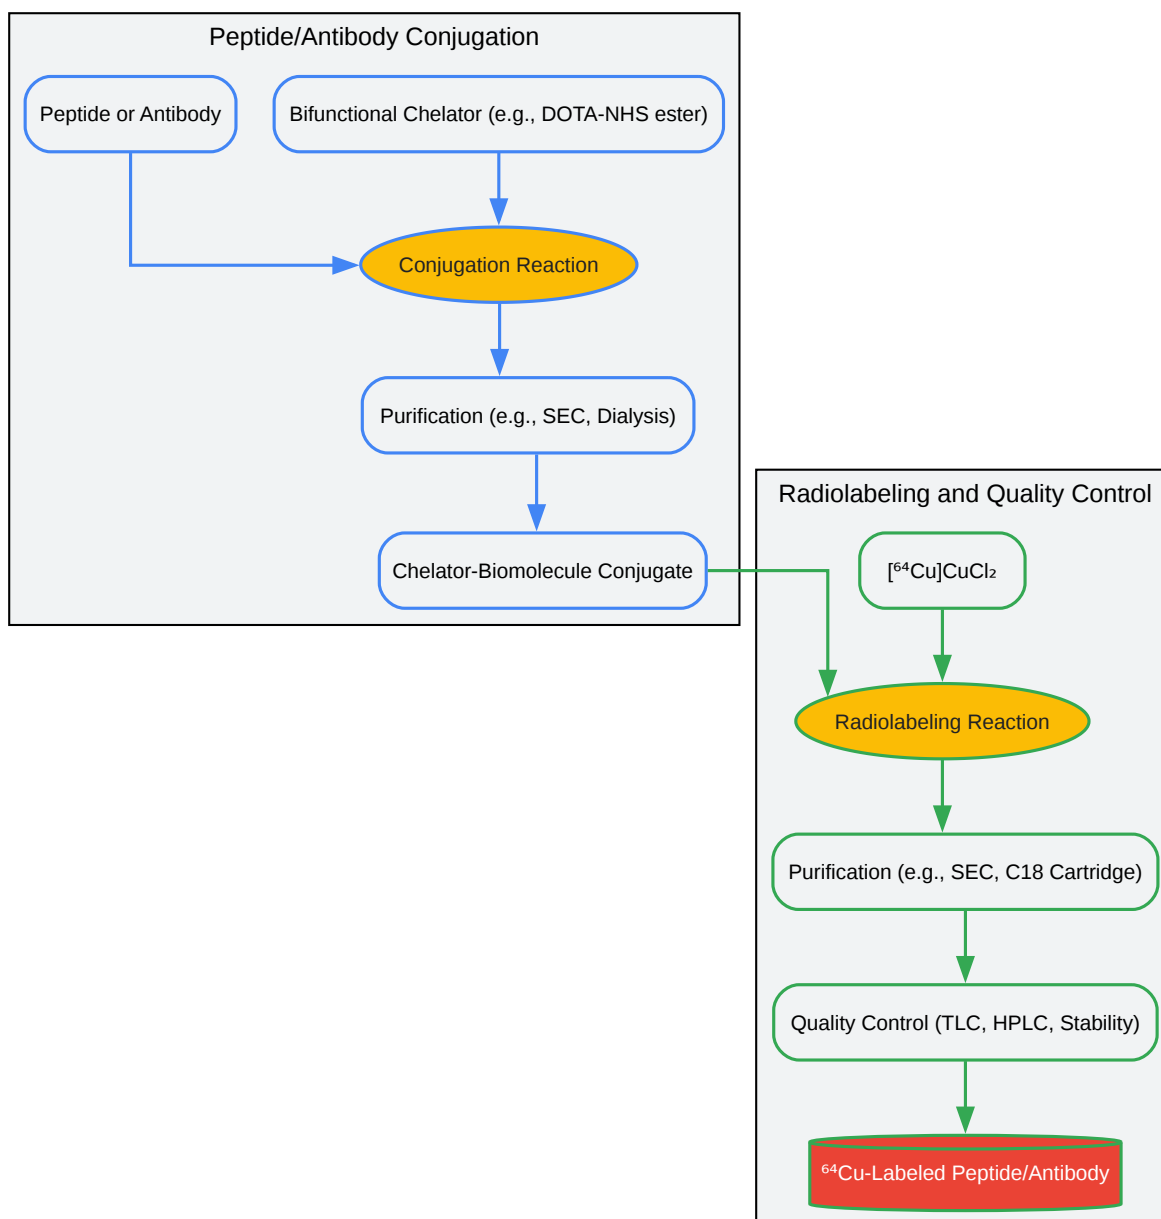 Peptide/Antibody Conjugation
Peptide or Antibody
Bifunctional Chelator (e.g., DOTA-NHS ester)
Conjugation Reaction
Purification (e.g., SEC, Dialysis)
Chelator-Biomolecule Conjugate
Radiolabeling and Quality Control
[⁶⁴Cu]CuCl₂
Radiolabeling Reaction
Purification (e.g., SEC, C18 Cartridge)
Quality Control (TLC, HPLC, Stability)
⁶⁴Cu-Labeled Peptide/Antibody